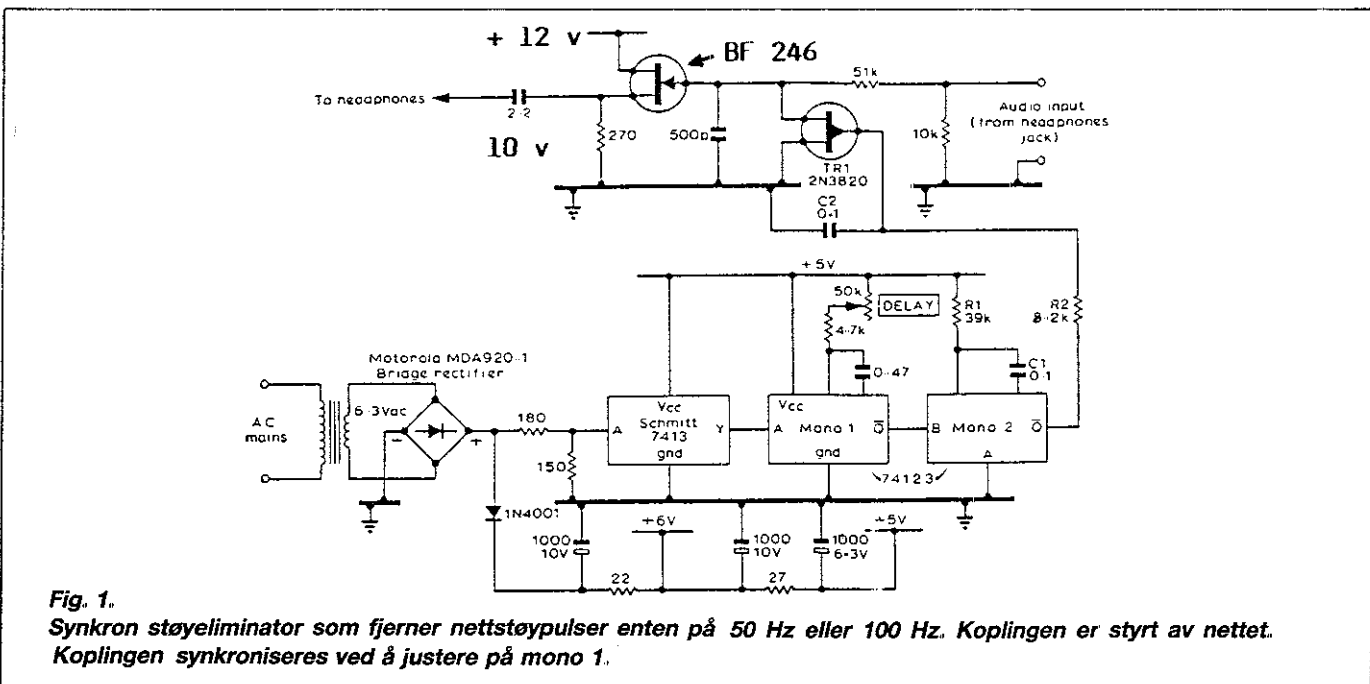 + 12 v
BF 246
51k
To headphones
2·2
Audio input
(from headphones
jack)
270
500p
10k
10 v
TR1
2N3820
C2
0·1
+5V
50k
DELAY
R1
39k
R2
8·2k
4·7k
Motorola MDA920-1
Bridge rectifier
0·47
C1
0·1
6·3Vac
AC
mains
180
Vcc
Schmitt
7413
gnd
A
Y
Vcc
Mono 1
gnd
A
Q̅
B
Mono 2
Q̅
A
150
74123
1N4001
+6V
+5V
1000
10V
1000
10V
1000
6·3V
22
27
Fig. 1.
Synkron støyeliminator som fjerner nettstøypulser enten på 50 Hz eller 100 Hz. Koplingen er styrt av nettet.
Koplingen synkroniseres ved å justere på mono 1.